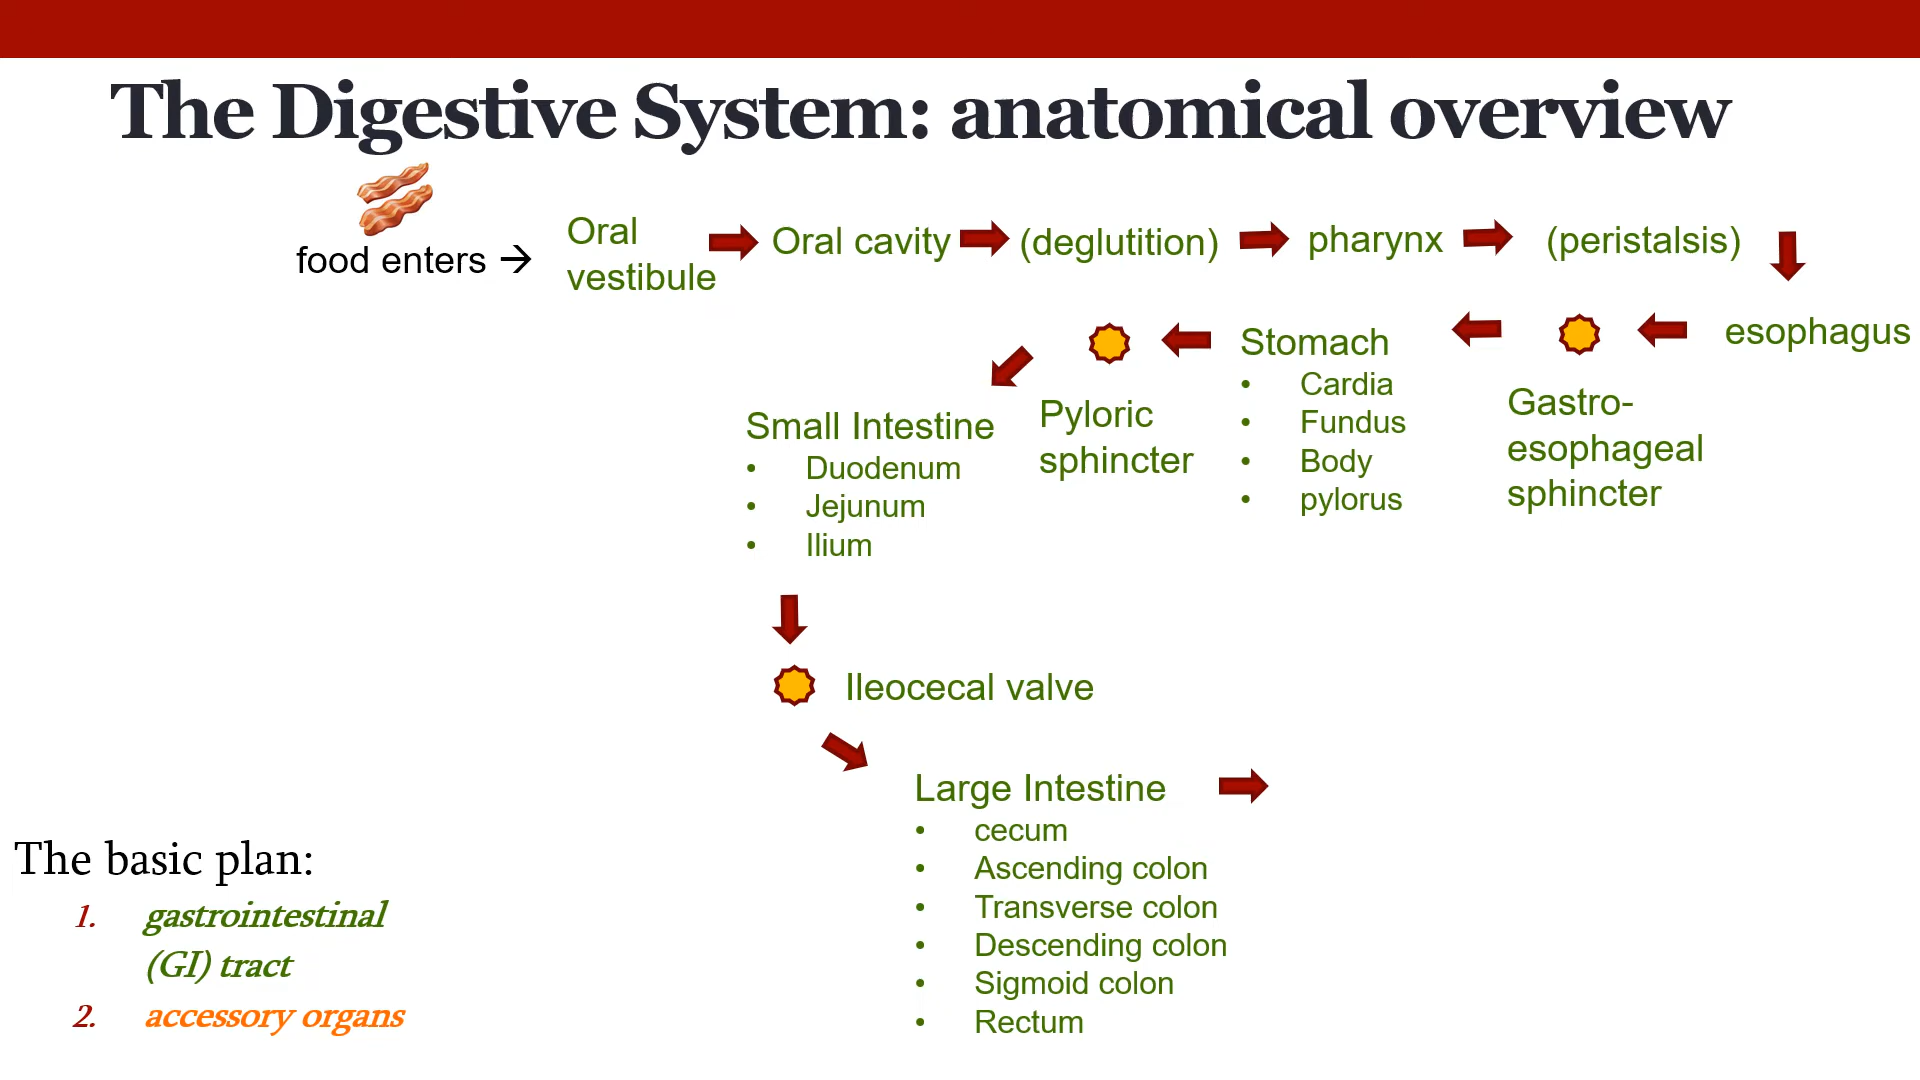 The Digestive System: anatomical overview
food enters →
Oral
vestibule
Oral cavity
(deglutition)
pharynx
(peristalsis)
esophagus
Gastro-
esophageal
sphincter
Stomach
• Cardia
• Fundus
• Body
• pylorus
Pyloric
sphincter
Small Intestine
• Duodenum
• Jejunum
• Ilium
Ileocecal valve
Large Intestine
• cecum
• Ascending colon
• Transverse colon
• Descending colon
• Sigmoid colon
• Rectum
The basic plan:
1. gastrointestinal
(GI) tract
2. accessory organs